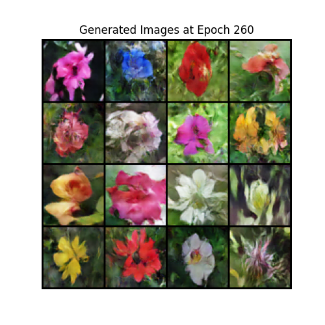 Generated Images at Epoch 260